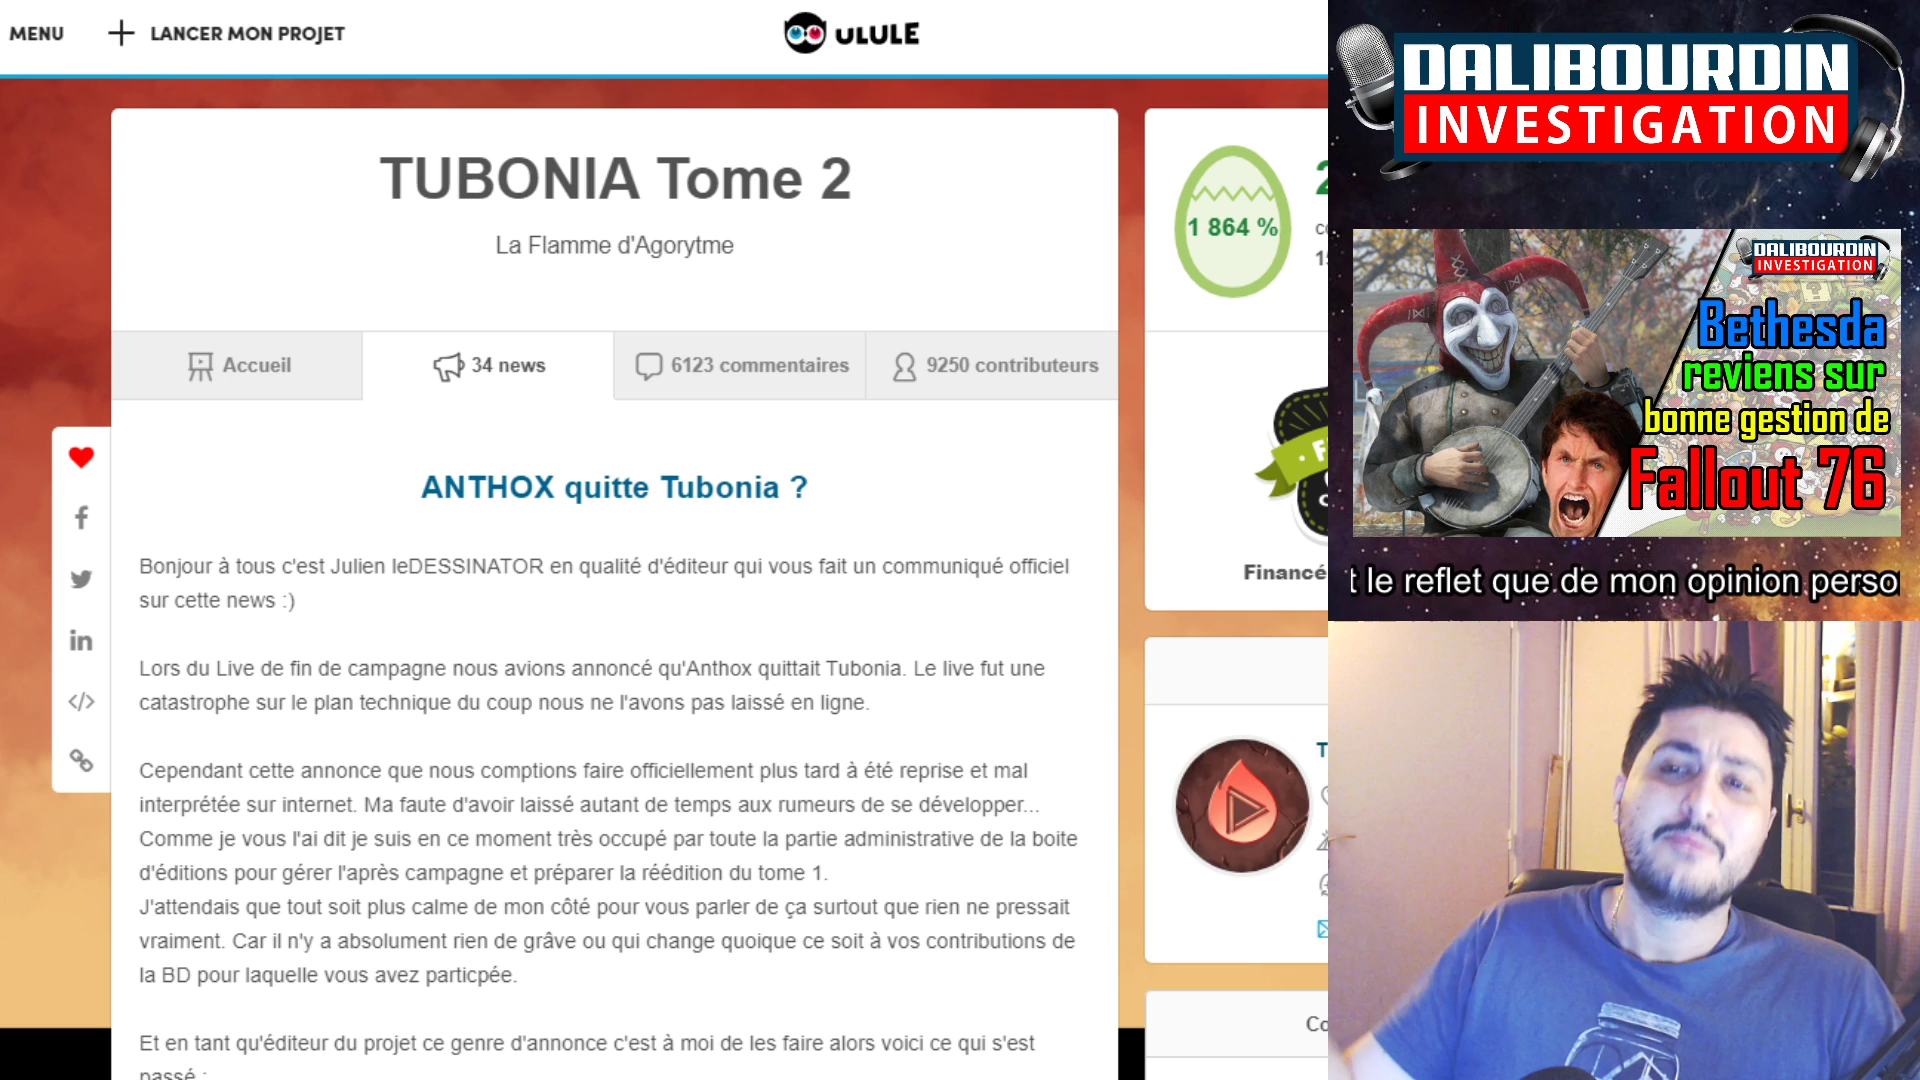 MENU
LANCER MON PROJET
ULULE
TUBONIA Tome 2
La Flamme d'Agorytme
Accueil
34 news
6123 commentaires
9250 contributeurs
ANTHOX quitte Tubonia ?
Bonjour à tous c'est Julien leDESSINATOR en qualité d'éditeur qui vous fait un communiqué officiel
sur cette news :)
Lors du Live de fin de campagne nous avions annoncé qu'Anthox quittait Tubonia. Le live fut une
catastrophe sur le plan technique du coup nous ne l'avons pas laissé en ligne.
Cependant cette annonce que nous comptions faire officiellement plus tard à été reprise et mal
interprétée sur internet. Ma faute d'avoir laissé autant de temps aux rumeurs de se développer...
Comme je vous l'ai dit je suis en ce moment très occupé par toute la partie administrative de la boite
d'éditions pour gérer l'après campagne et préparer la réédition du tome 1.
J'attendais que tout soit plus calme de mon côté pour vous parler de ça surtout que rien ne pressait
vraiment. Car il n'y a absolument rien de grâve ou qui change quoique ce soit à vos contributions de
la BD pour laquelle vous avez particpée.
Et en tant qu'éditeur du projet ce genre d'annonce c'est à moi de les faire alors voici ce qui s'est
passé :
1 864 %
Financé
DALIBOURDIN
INVESTIGATION
DALIBOURDIN
INVESTIGATION
Bethesda
reviens sur
bonne gestion de
Fallout 76
t le reflet que de mon opinion perso